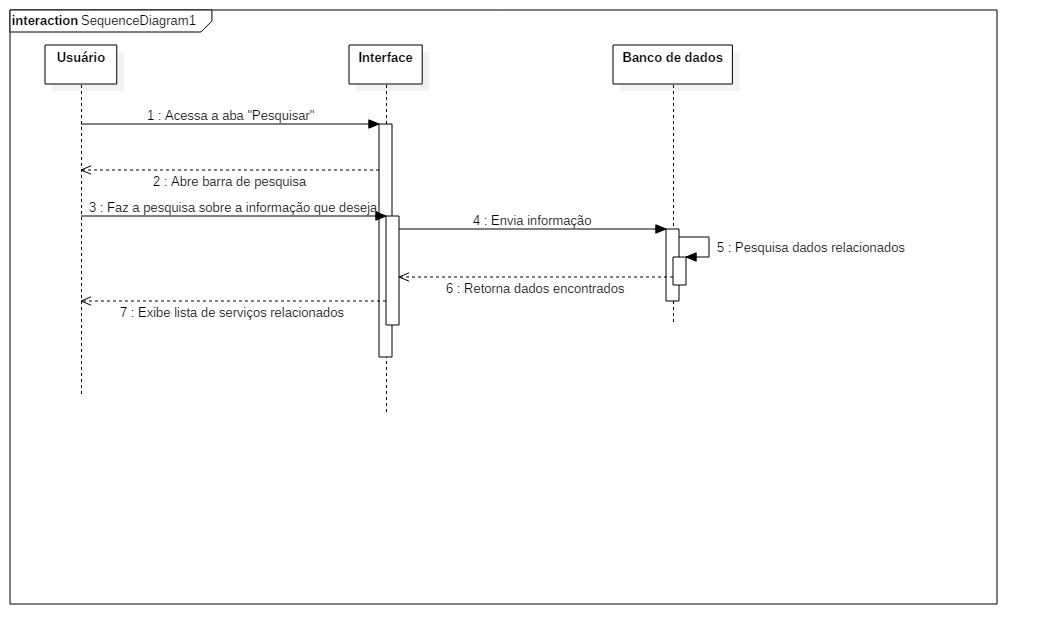 interaction SequenceDiagram1
Usuário
Interface
Banco de dados
1 : Acessa a aba "Pesquisar"
2 : Abre barra de pesquisa
3 : Faz a pesquisa sobre a informação que deseja
4 : Envia informação
5 : Pesquisa dados relacionados
6 : Retorna dados encontrados
7 : Exibe lista de serviços relacionados